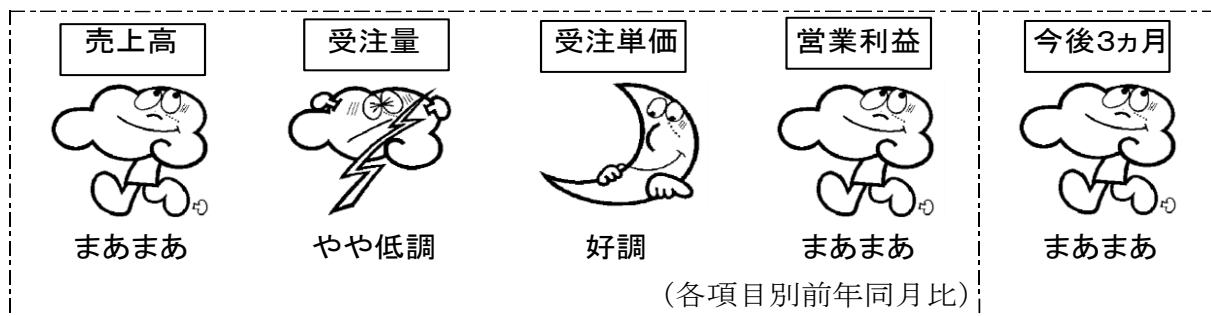 売上高 受注量 受注単価 営業利益 今後3ヵ月
まあまあ やや低調 好調 まあまあ まあまあ
(各項目別前年同月比)